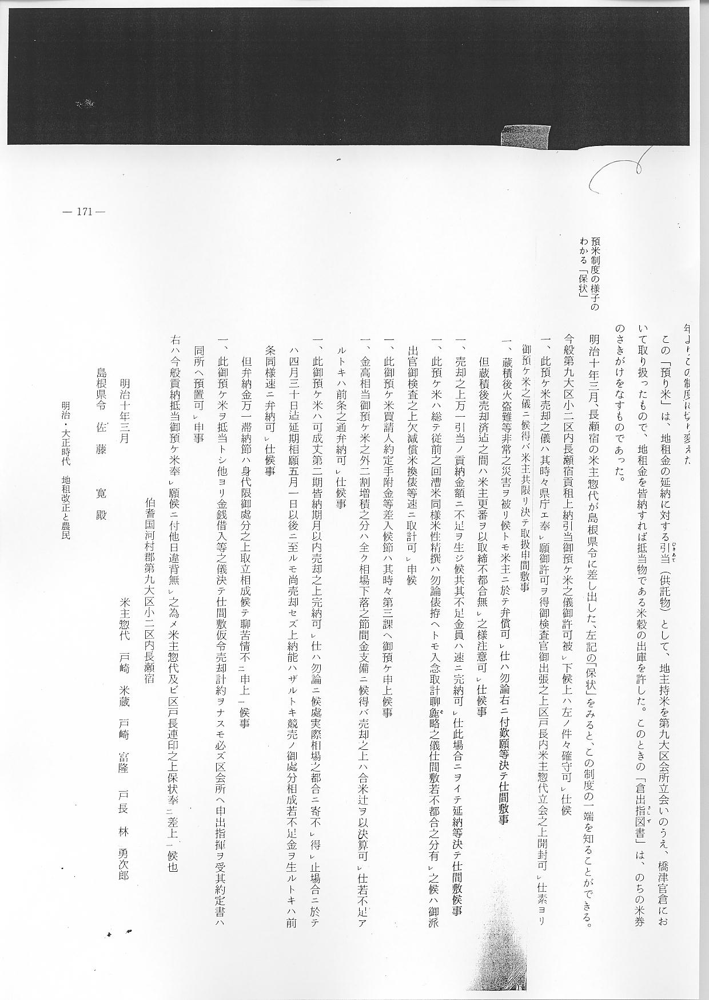 年よりこの制度に切り変えた
この「預り米」は、地租金の延納に対する引当（供託物）として、地主持米を第九大区会所立会いのうえ、橋津官倉にお
いて取り扱ったもので、地租金を皆納すれば抵当物である米穀の出庫を許した。このときの「倉出指図書」は、のちの米券
のさきがけをなすものであった。
預米制度の様子の
わかる「保状」
明治十年三月、長瀬宿の米主惣代が島根県令に差し出した、左記の「保状」をみると、この制度の一端を知ることができる。
今般第九大区小二区内長瀬宿貢租上納引当御預ケ米之儀御許可被レ下候上ハ左ノ件々確守可レ仕候
一、此預ケ米売却之儀ハ其時々県庁エ奉レ願御許可ヲ得御検査官御出張之上区戸長内米主惣代立会之上開封可レ仕素ヨリ
御預ケ米之儀ニ候得バ米主共限リ決テ取扱申間敷事
一、蔵積後火盗難等非常之災害ヲ被リ候トモ米主ニ於テ弁償可レ仕ハ勿論右ニ付歎願等決テ仕間敷事
但蔵積後売却済迠之間ハ米主更番ヲ以取締不都合無レ之様注意可レ仕候事
一、売却之上万一引当ノ貢納金額ニ不足ヲ生ジ候共其不足金員ハ速ニ完納可レ仕此場合ニヲイテ延納等決テ仕間敷候事
一、此預ケ米ハ総テ従前之回漕米同様米性精撰ハ勿論俵拵ヘトモ入念取計聊麁略之儀仕間敷若不都合之分有レ之候ハ御派
出官御検査之上欠減償米換俵等速ニ取計可レ申候
一、此御預ケ米買請人約定手附金等差入候節ハ其時々第三課ヘ御預ケ申上候事
一、金高相当御預ケ米之外二割増積之分ハ全ク相場下落之節間金支備ニ候得バ売却之上ハ合米辻ヲ以決算可レ仕若不足ア
ルトキハ前条之通弁納可レ仕候事
一、此御預ケ米ハ可成丈第二期皆納期月以内売却之上完納可レ仕ハ勿論ニ候處実際相場之都合ニ寄不レ得レ止場合ニ於テ
ハ四月三十日迠延期相願五月一日以後ニ至ルモ尚売却セズ上納能ハザルトキ競売ノ御處分相成若不足金ヲ生ルトキハ前
条同様速ニ弁納可レ仕候事
但弁納金万一滞納節ハ身代限御處分之上取立相成候テ聊苦情不ニ申上一候事
一、此御預ケ米ヲ抵当トシ他ヨリ金銭借入等之儀決テ仕間敷仮令売却計約ヲナスモ必ズ区会所ヘ申出指揮ヲ受其約定書ハ
同所ヘ預置可レ申事
右ハ今般貢納抵当御預ケ米奉レ願候ニ付他日違背無レ之為メ米主惣代及ビ区戸長連印之上保状奉ニ差上一候也
伯耆国河村郡第九大区小二区内長瀬宿
明治十年三月　米主惣代　戸崎　米蔵　戸崎　富隆　戸長　林　勇次郎
島根県令　佐　藤　寛　殿
明治・大正時代　地租改正と農民
— 171 —